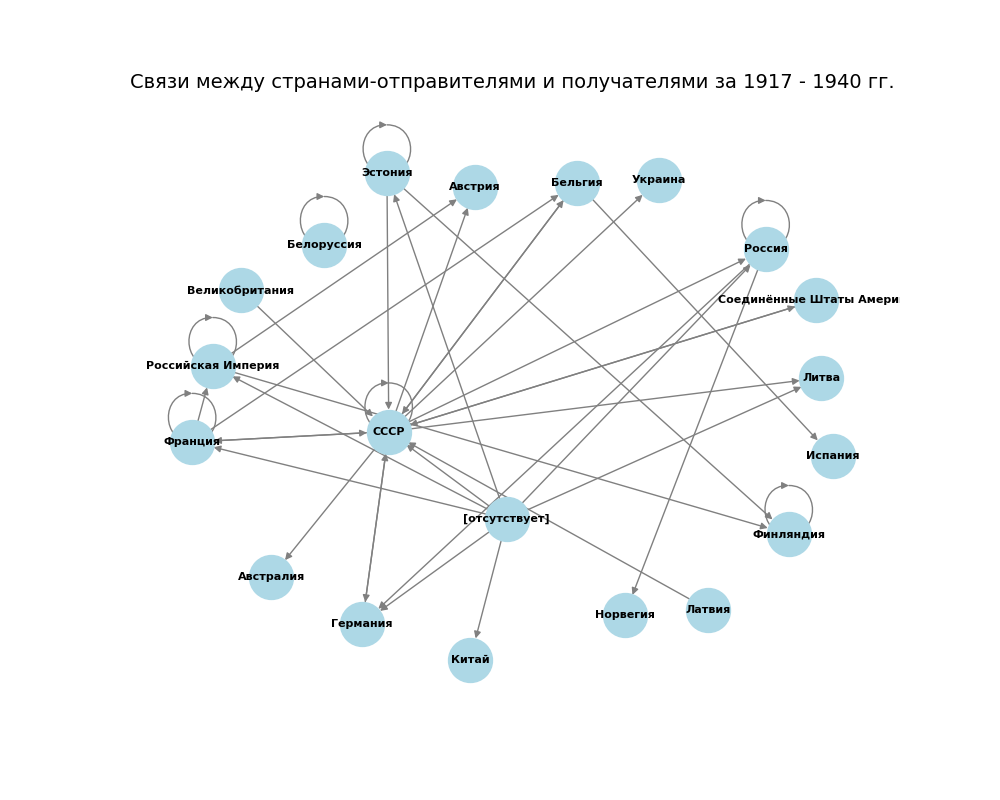 Связи между странами-отправителями и получателями за 1917 - 1940 гг.
Эстония
Австрия
Бельгия
Украина
Белоруссия
Россия
Великобритания
Соединённые Штаты Амери
Российская Империя
Литва
СССР
Франция
Испания
[отсутствует]
Финляндия
Австралия
Германия
Норвегия
Латвия
Китай